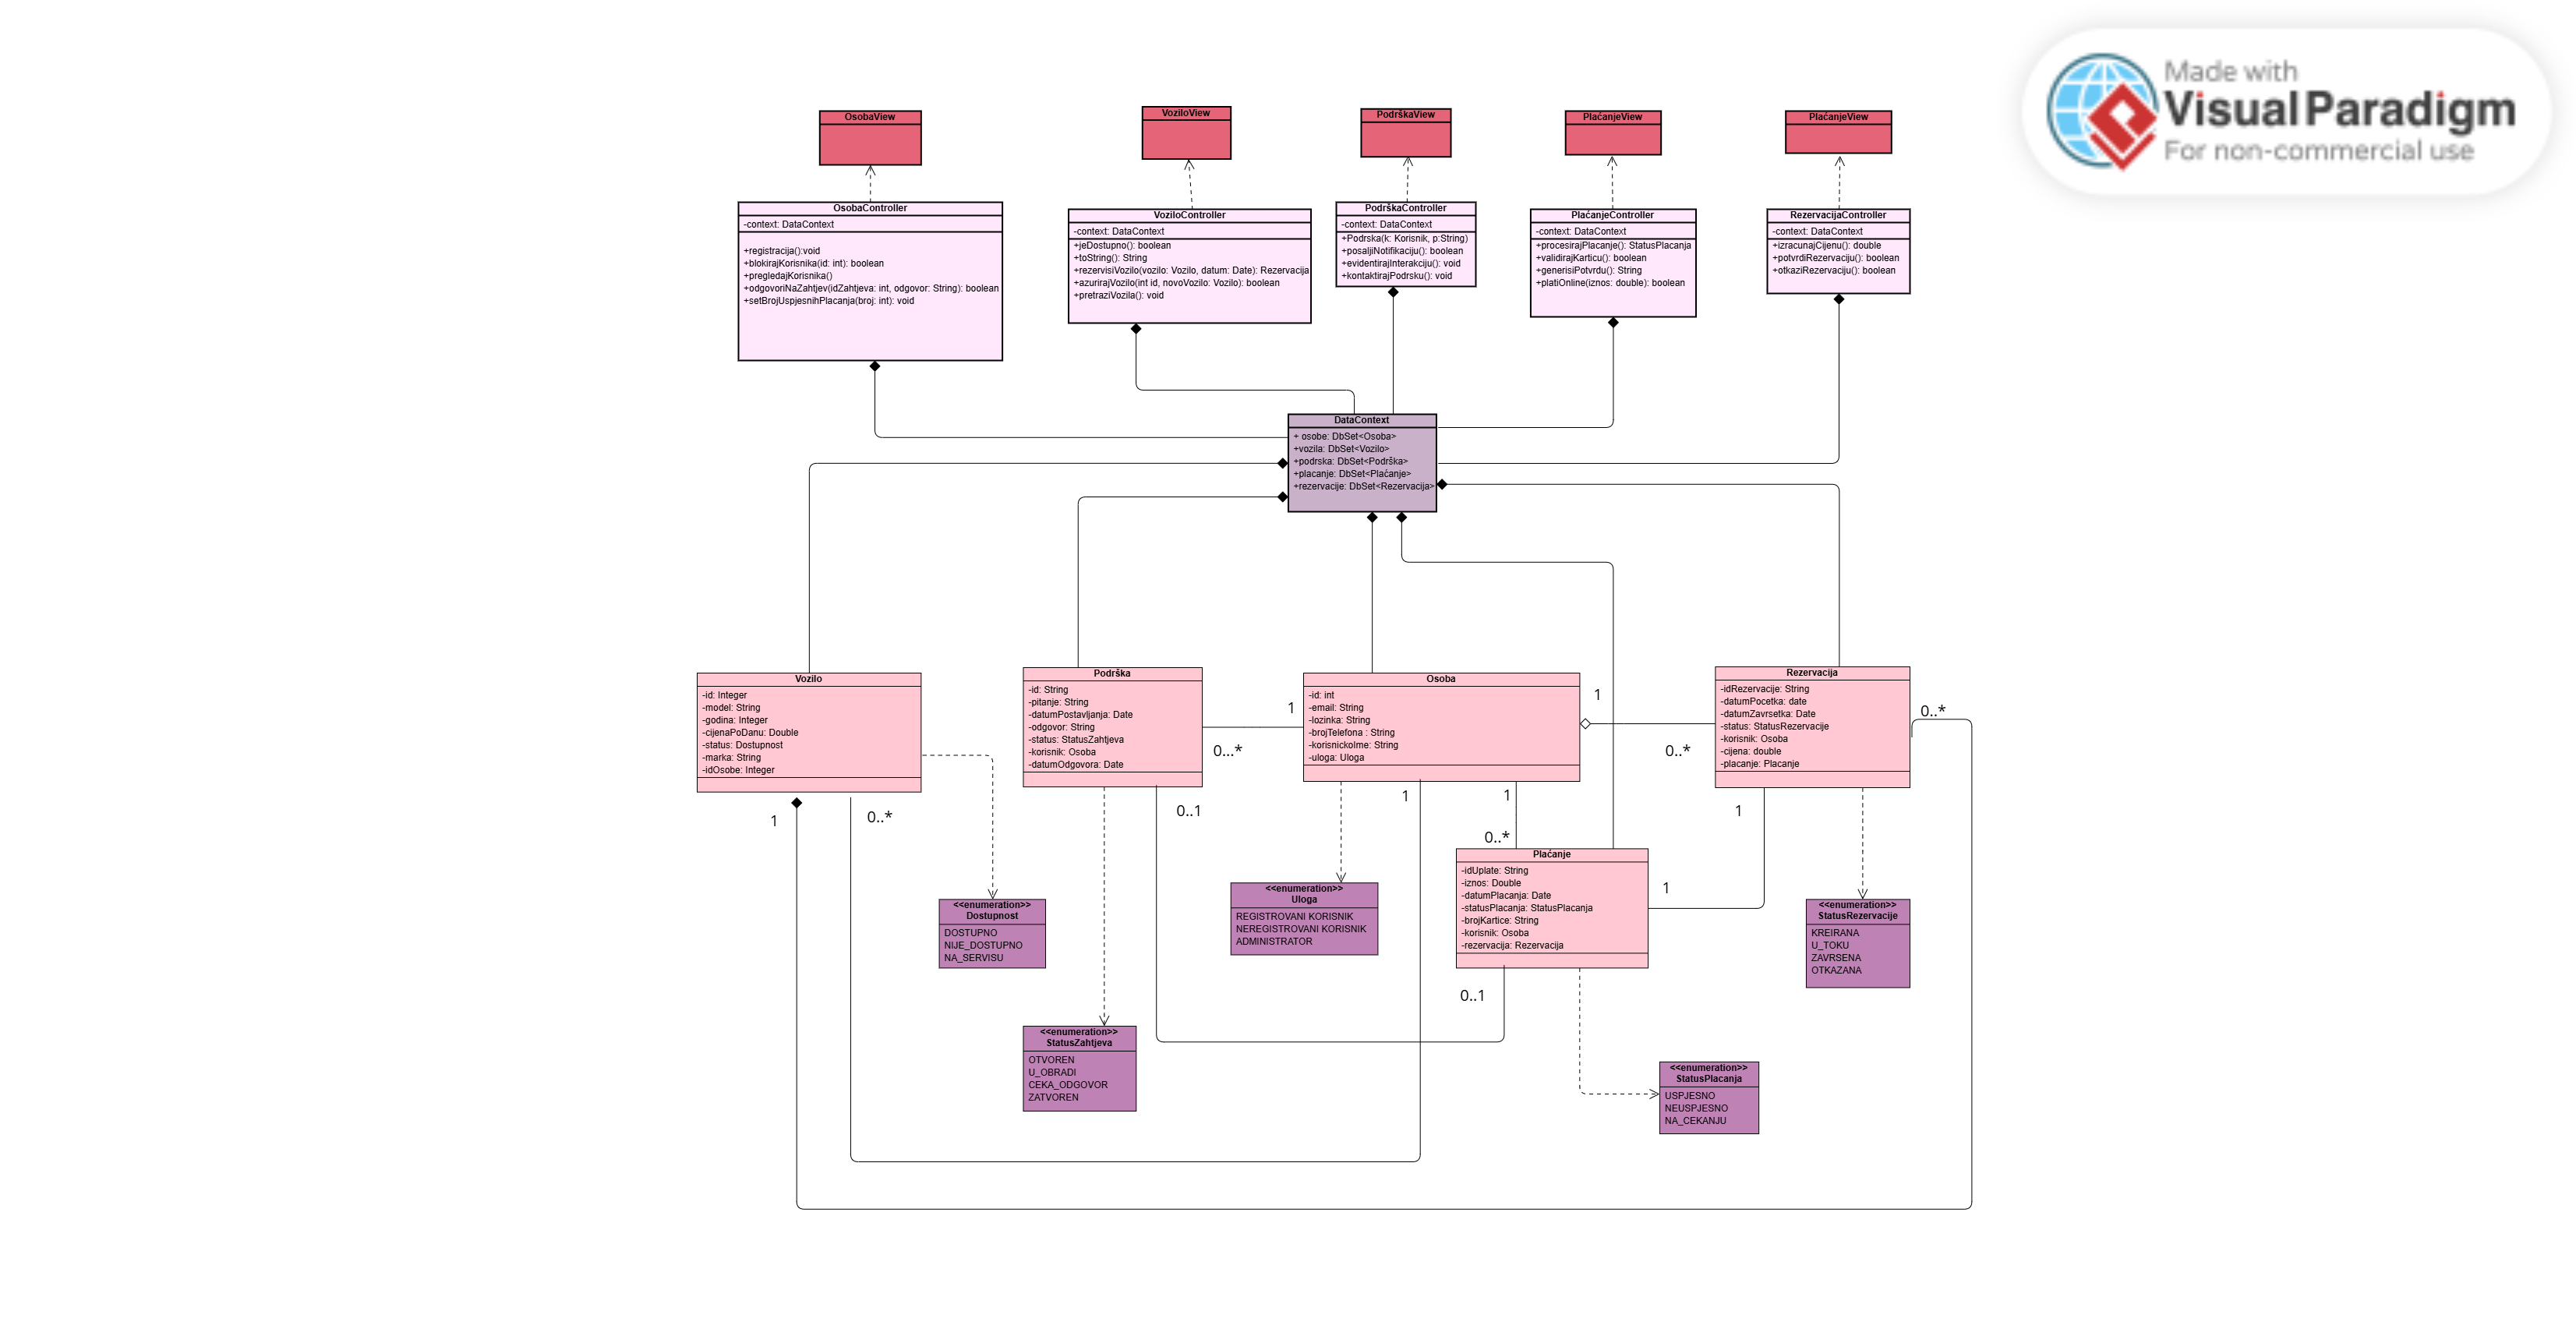 Made with
Visual Paradigm
For non-commercial use
OsobaView
VoziloView
PodrškaView
PlaćanjeView
PlaćanjeView
OsobaController
-context: DataContext
+registracija():void
+blokirajKorisnika(id: int): boolean
+pregledajKorisnika()
+odgovoriNaZahtjev(idZahtjeva: int, odgovor: String): boolean
+setBrojUspjesnihPlacanja(broj: int): void
VoziloController
-context: DataContext
+jeDostupno(): boolean
+toString(): String
+rezervisiVozilo(vozilo: Vozilo, datum: Date): Rezervacija
+azurirajVozilo(int id, novoVozilo: Vozilo): boolean
+pretraziVozila(): void
PodrškaController
-context: DataContext
+Podrska(k: Korisnik, p:String)
+posaljiNotifikaciju(): boolean
+evidentirajInterakciju(): void
+kontaktirajPodrsku(): void
PlaćanjeController
-context: DataContext
+procesirajPlacanje(): StatusPlacanja
+validirajKarticu(): boolean
+generisiPotvrdu(): String
+platiOnline(iznos: double): boolean
RezervacijaController
-context: DataContext
+izracunajCijenu(): double
+potvrdiRezervaciju(): boolean
+otkaziRezervaciju(): boolean
DataContext
+ osobe: DbSet<Osoba>
+vozila: DbSet<Vozilo>
+podrska: DbSet<Podrška>
+placanje: DbSet<Plaćanje>
+rezervacije: DbSet<Rezervacija>
Vozilo
-id: Integer
-model: String
-godina: Integer
-cijenaPoDanu: Double
-status: Dostupnost
-marka: String
-idOsobe: Integer
Podrška
-id: String
-pitanje: String
-datumPostavljanja: Date
-odgovor: String
-status: StatusZahtjeva
-korisnik: Osoba
-datumOdgovora: Date
1
0...*
Osoba
-id: int
-email: String
-lozinka: String
-brojTelefona : String
-korisnickoIme: String
-uloga: Uloga
1
0..*
Rezervacija
-idRezervacije: String
-datumPocetka: date
-datumZavrsetka: Date
-status: StatusRezervacije
-korisnik: Osoba
-cijena: double
-placanje: Placanje
0..*
1
0..*
0..1
1
1
0..*
1
1
Plaćanje
-idUplate: String
-iznos: Double
-datumPlacanja: Date
-statusPlacanja: StatusPlacanja
-brojKartice: String
-korisnik: Osoba
-rezervacija: Rezervacija
0..1
<<enumeration>>
Dostupnost
DOSTUPNO
NIJE_DOSTUPNO
NA_SERVISU
<<enumeration>>
Uloga
REGISTROVANI KORISNIK
NEREGISTROVANI KORISNIK
ADMINISTRATOR
<<enumeration>>
StatusRezervacije
KREIRANA
U_TOKU
ZAVRSENA
OTKAZANA
<<enumeration>>
StatusZahtjeva
OTVOREN
U_OBRADI
CEKA_ODGOVOR
ZATVOREN
<<enumeration>>
StatusPlacanja
USPJESNO
NEUSPJESNO
NA_CEKANJU